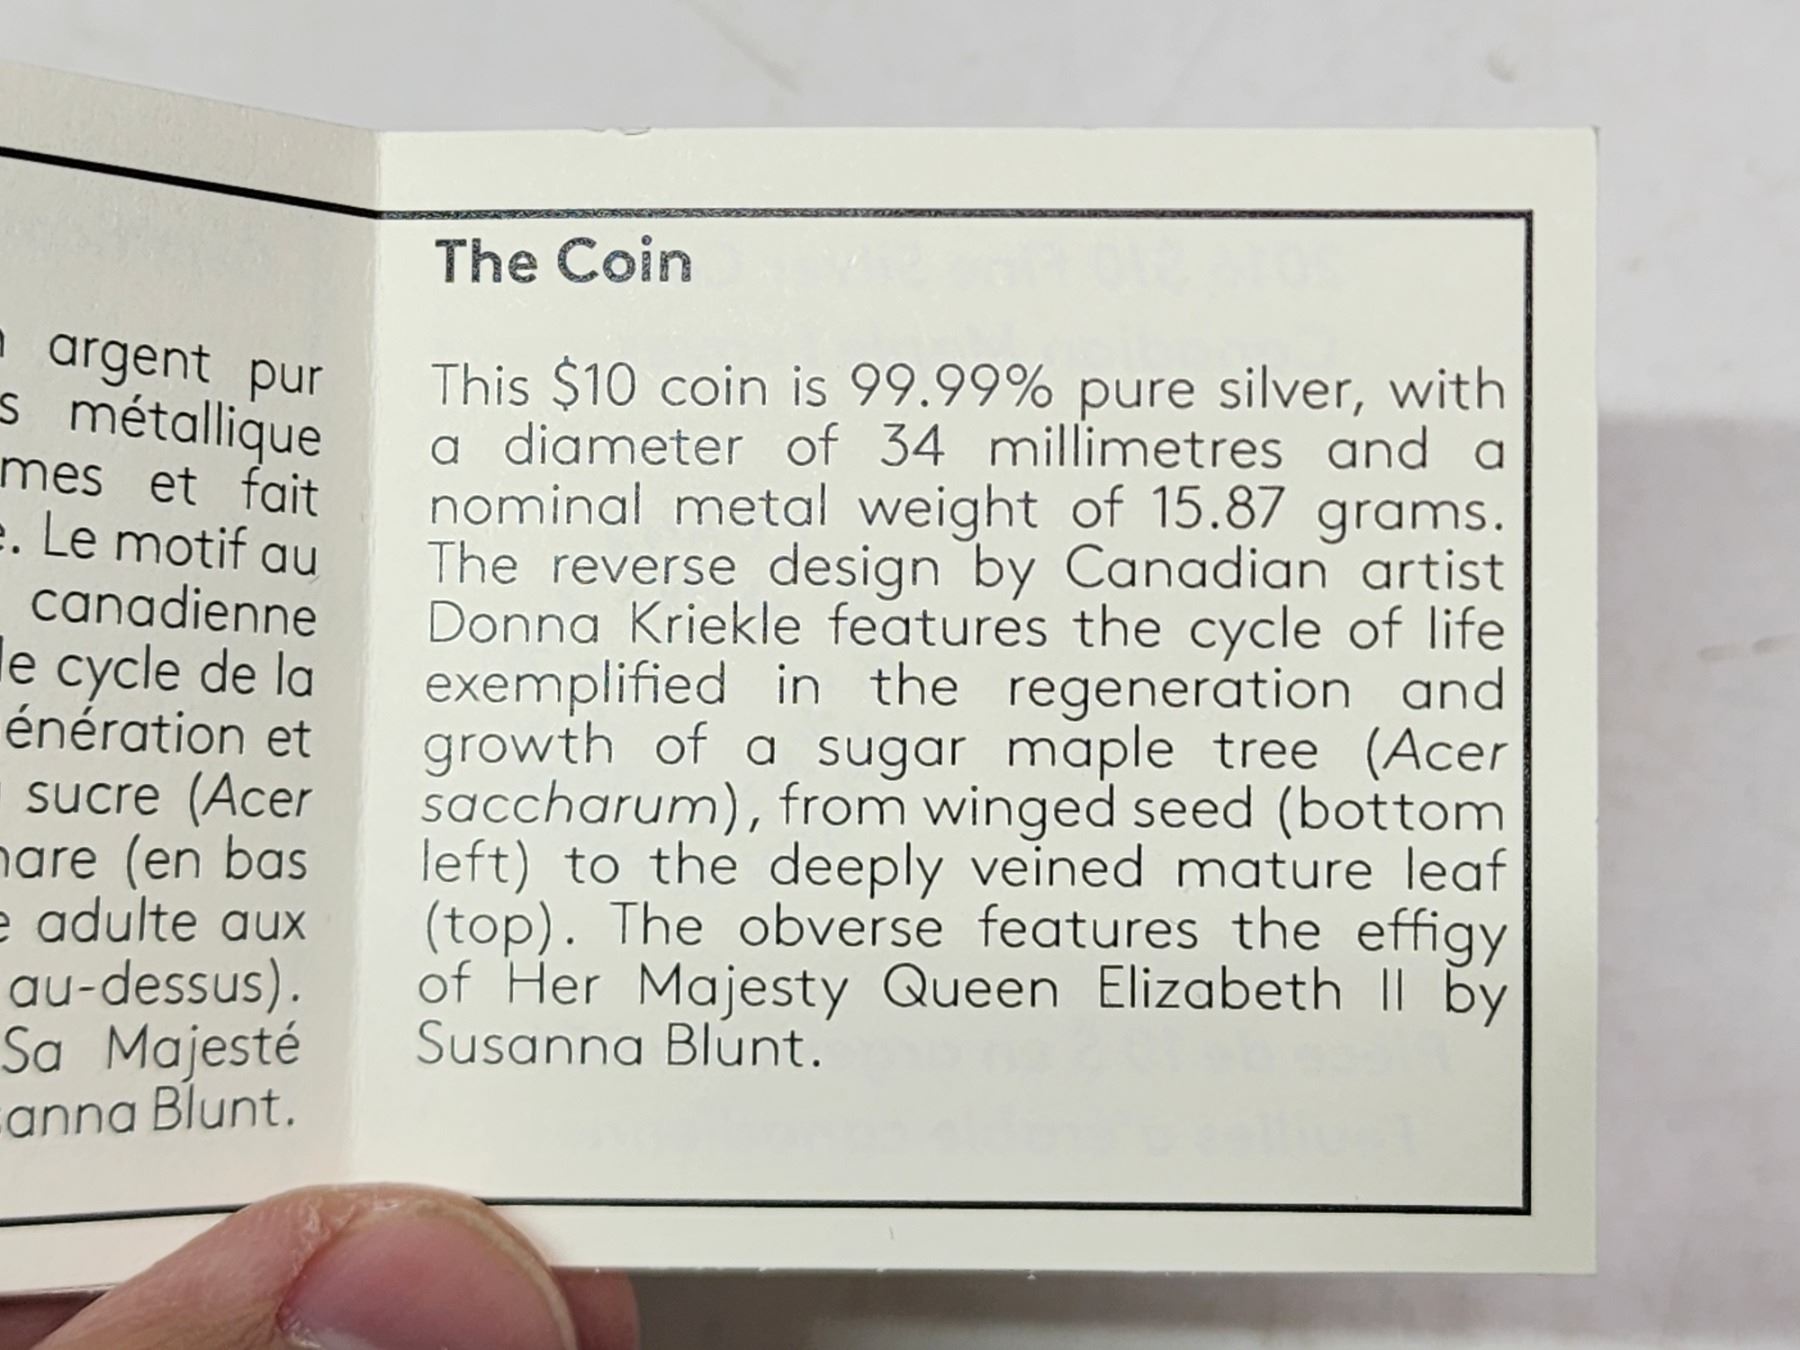 argent pur
métallique
mes et fait
. Le motif au
canadienne
le cycle de la
énération et
sucre (Acer
(en bas
adulte aux
au-dessus).
Sa Majesté
anna Blunt.
The Coin
This $10 coin is 99.99% pure silver, with
a diameter of 34 millimetres and a
nominal metal weight of 15.87 grams.
The reverse design by Canadian artist
Donna Kriekle features the cycle of life
exemplified in the regeneration and
growth of a sugar maple tree (Acer
saccharum), from winged seed (bottom
left) to the deeply veined mature leaf
(top). The obverse features the effigy
of Her Majesty Queen Elizabeth II by
Susanna Blunt.